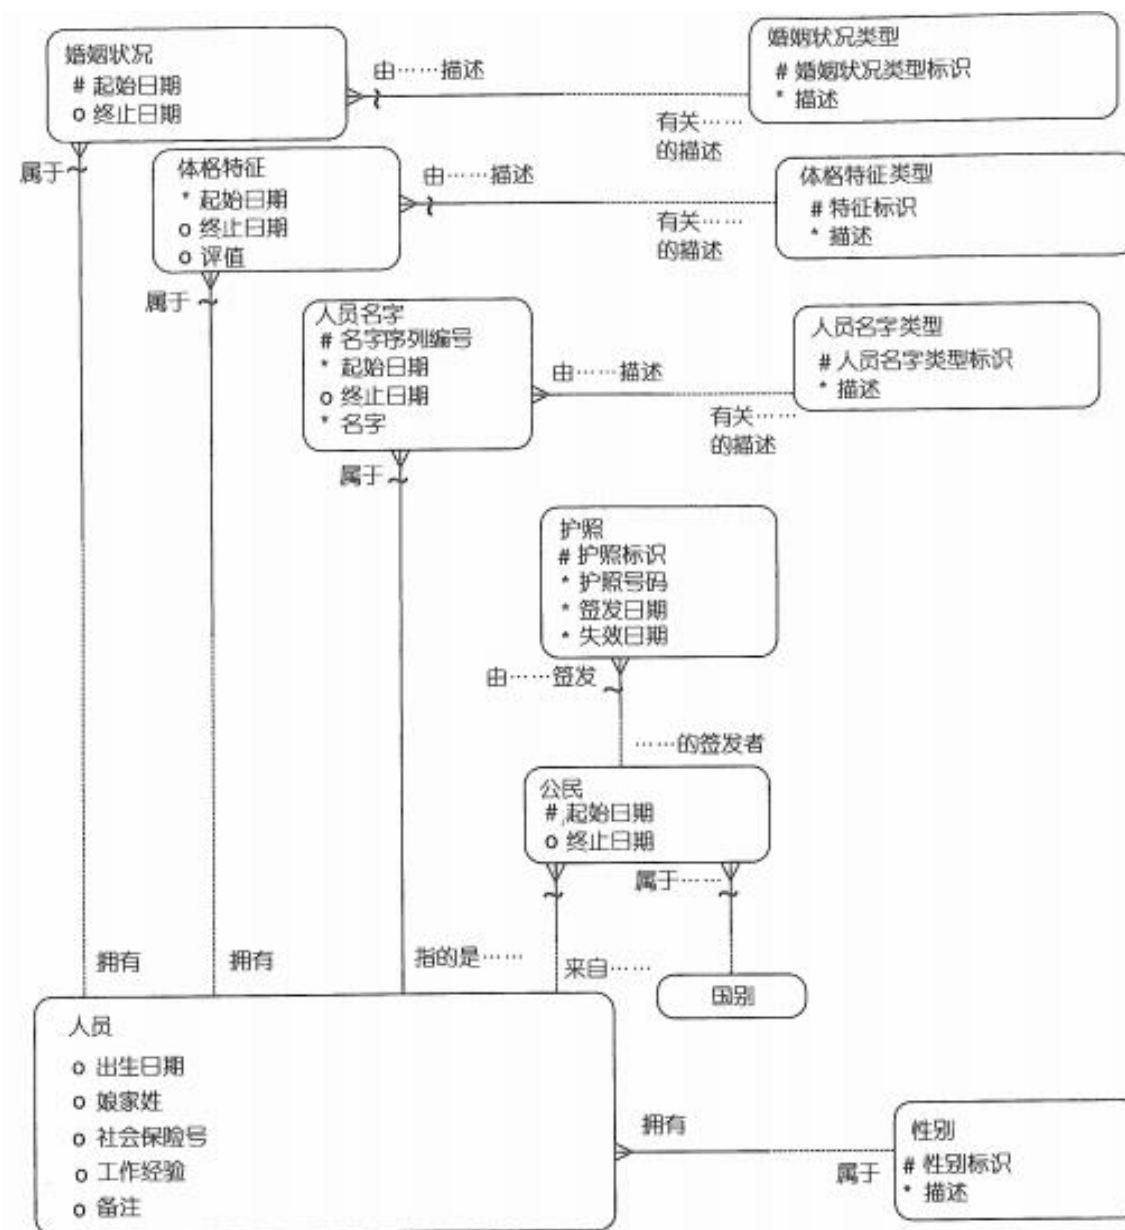 婚姻状况
# 起始日期
o 终止日期
由……描述
有关……
的描述
婚姻状况类型
# 婚姻状况类型标识
* 描述
属于
体格特征
* 起始日期
o 终止日期
o 评值
由……描述
有关……
的描述
体格特征类型
# 特征标识
* 描述
属于
人员名字
# 名字序列编号
* 起始日期
o 终止日期
* 名字
由……描述
有关……
的描述
人员名字类型
# 人员名字类型标识
* 描述
属于
护照
# 护照标识
* 护照号码
* 签发日期
* 失效日期
由……签发
……的签发者
公民
# 起始日期
o 终止日期
属于……
拥有
拥有
指的是……
来自……
国别
人员
o 出生日期
o 娘家姓
o 社会保险号
o 工作经验
o 备注
拥有
属于
性别
# 性别标识
* 描述